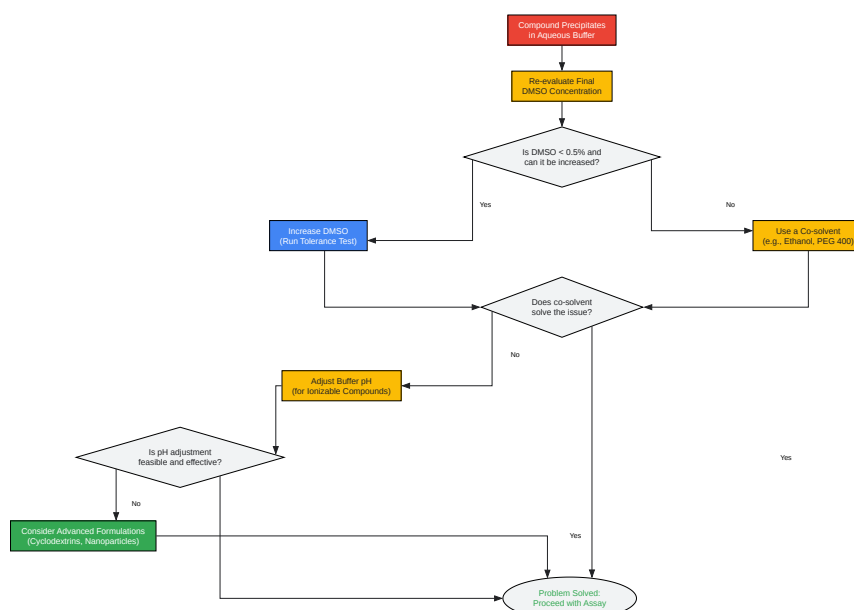 Compound Precipitates
in Aqueous Buffer
Re-evaluate Final
DMSO Concentration
Is DMSO < 0.5% and
can it be increased?
Yes
No
Increase DMSO
(Run Tolerance Test)
Use a Co-solvent
(e.g., Ethanol, PEG 400)
Does co-solvent
solve the issue?
No
Adjust Buffer pH
(for Ionizable Compounds)
Is pH adjustment
feasible and effective?
Yes
No
Consider Advanced Formulations
(Cyclodextrins, Nanoparticles)
Yes
Problem Solved:
Proceed with Assay